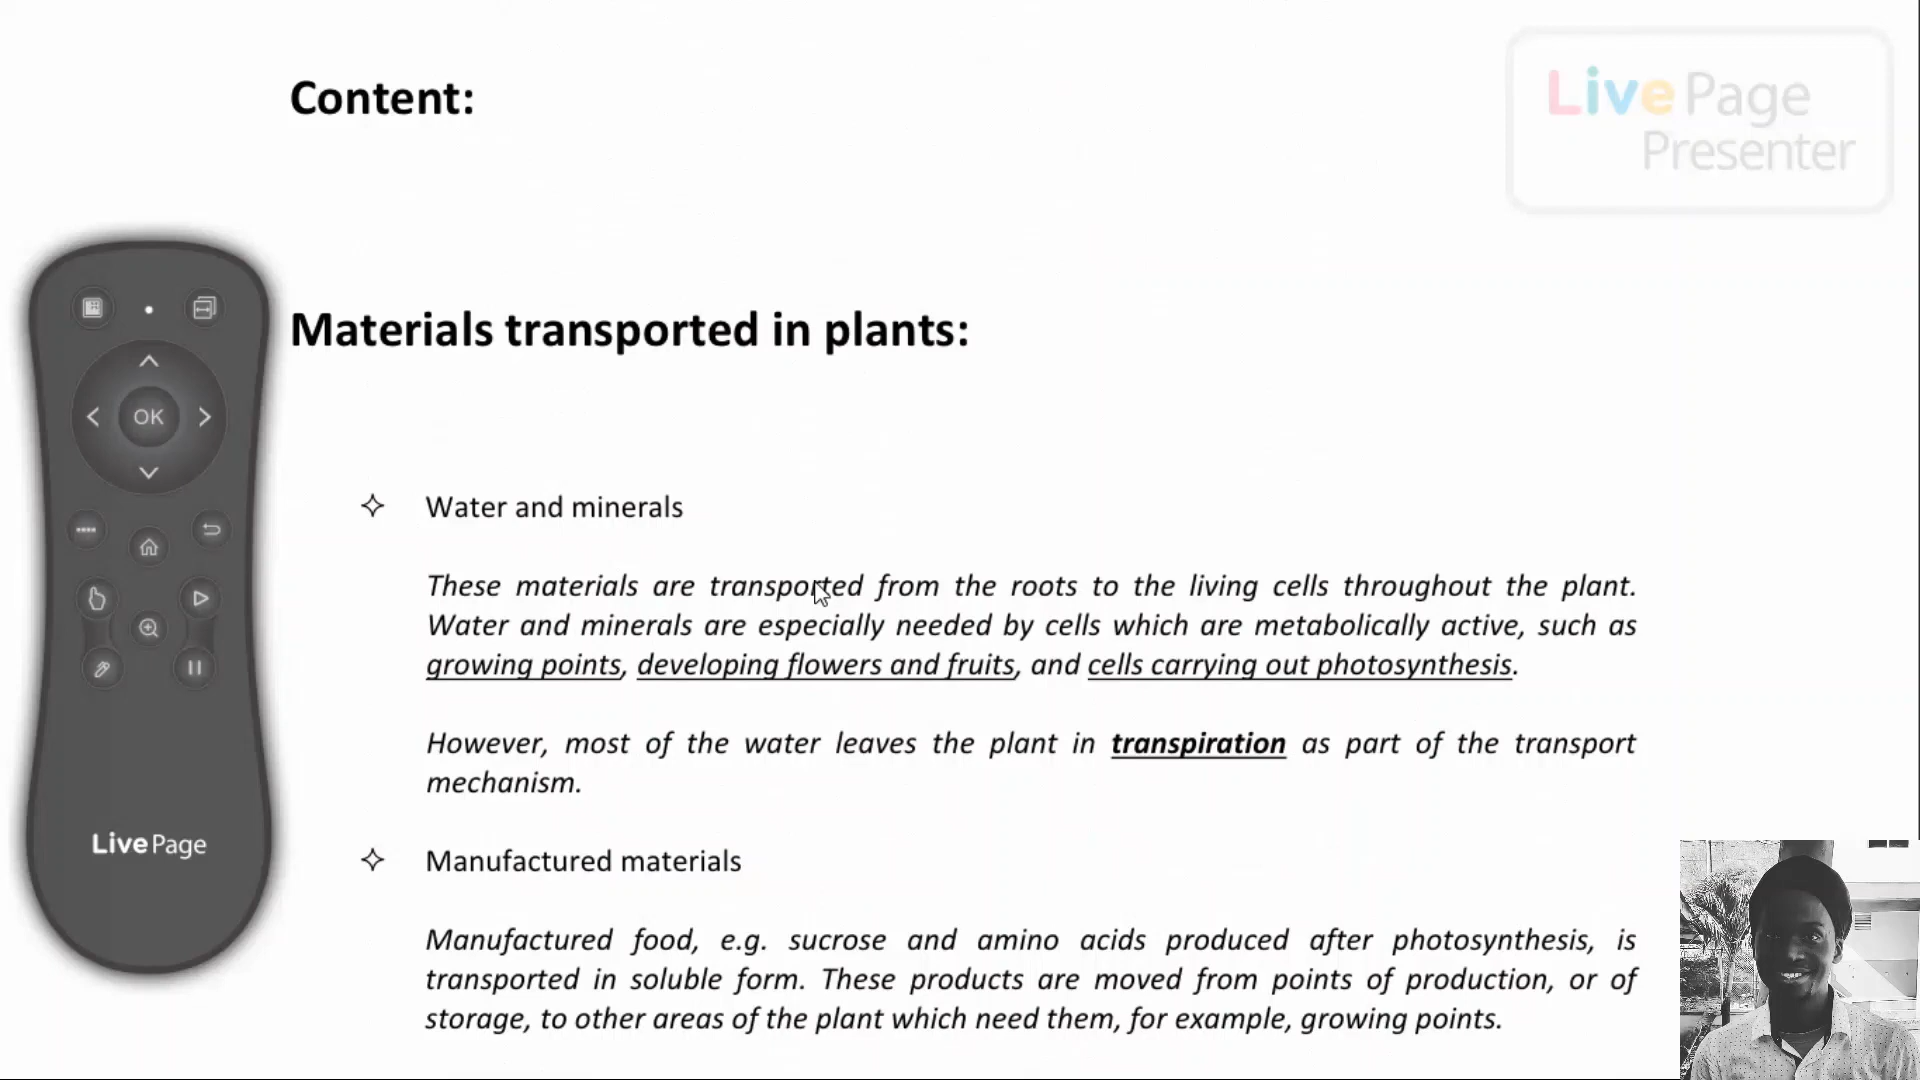 Content:
Live Page
Presenter
Materials transported in plants:
OK
Water and minerals
These materials are transported from the roots to the living cells throughout the plant.
Water and minerals are especially needed by cells which are metabolically active, such as
growing points, developing flowers and fruits, and cells carrying out photosynthesis.
However, most of the water leaves the plant in transpiration as part of the transport
mechanism.
LivePage
Manufactured materials
Manufactured food, e.g. sucrose and amino acids produced after photosynthesis, is
transported in soluble form. These products are moved from points of production, or of
storage, to other areas of the plant which need them, for example, growing points.